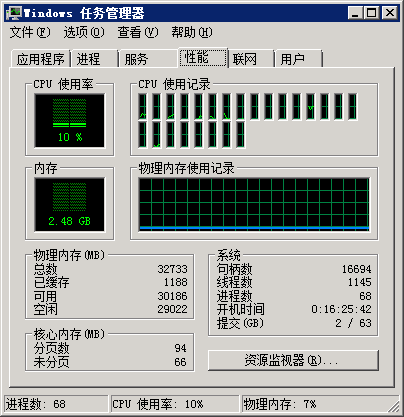 Windows 任务管理器
文件(F) 选项(O) 查看(V) 帮助(H)
应用程序 进程 服务 性能 联网 用户
CPU 使用率 CPU 使用记录
10 %
内存 物理内存使用记录
2.48 GB
物理内存(MB)
总数 32733
已缓存 1188
可用 30186
空闲 29022
核心内存(MB)
分页数 94
未分页 66
系统
句柄数 16694
线程数 1145
进程数 68
开机时间 0:16:25:42
提交(GB) 2 / 63
资源监视器(R)...
进程数: 68 CPU 使用率: 10% 物理内存: 7%